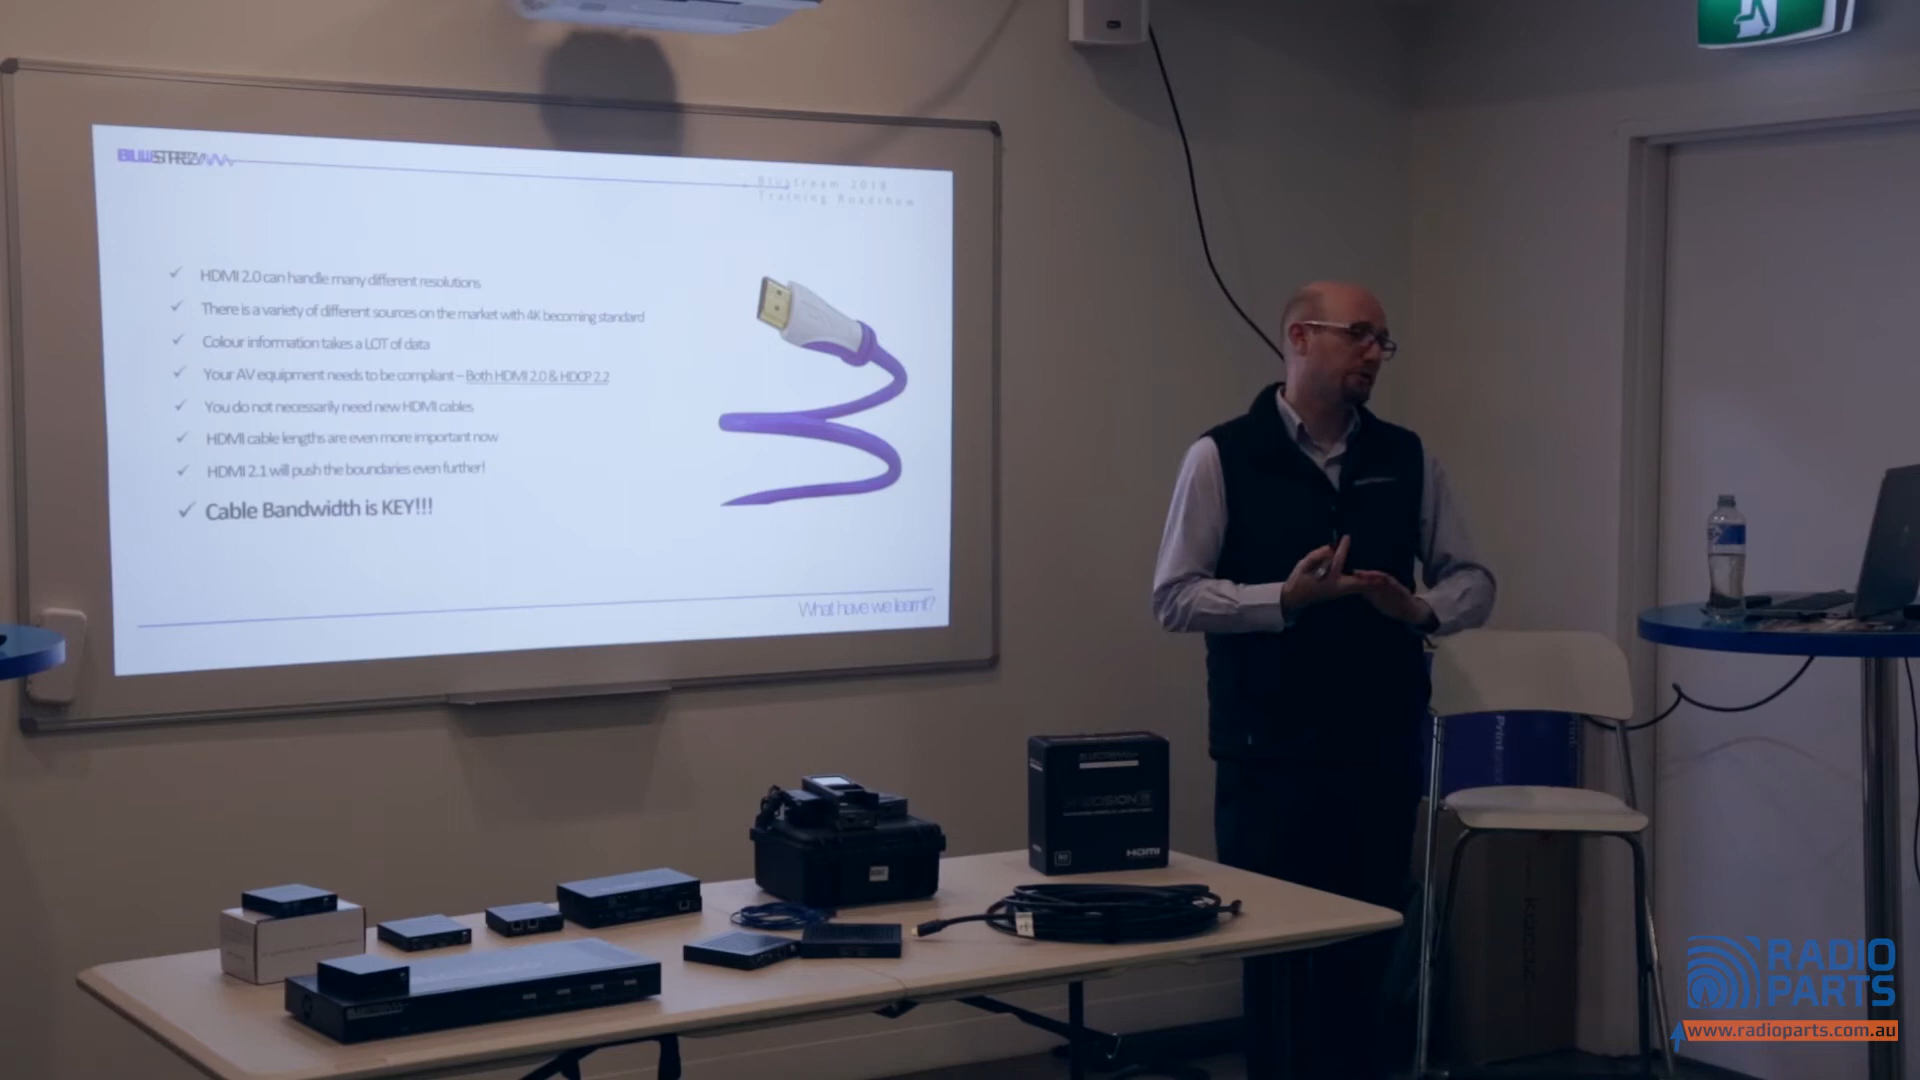 BLUSTREAM
Blustream 2018
Training Roadshow
✓ HDMI 2.0 can handle many different resolutions
✓ There is a variety of different sources on the market with 4K becoming standard
✓ Colour information takes a LOT of data
✓ Your AV equipment needs to be compliant – Both HDMI 2.0 & HDCP 2.2
✓ You do not necessarily need new HDMI cables
✓ HDMI cable lengths are even more important now
✓ HDMI 2.1 will push the boundaries even further!
✓ Cable Bandwidth is KEY!!!
What have we learnt?
BLUSTREAM
HDMI
Print
RADIO
PARTS
www.radioparts.com.au